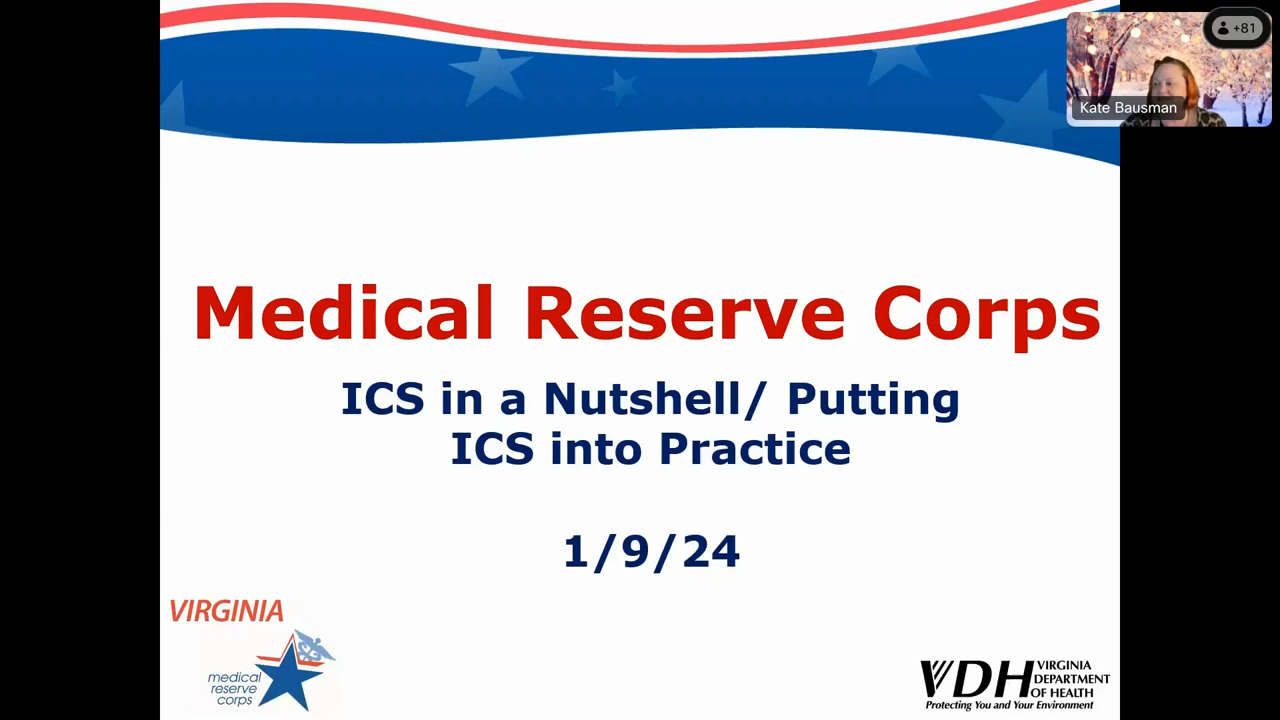 +81
Kate Bausman
Medical Reserve Corps
ICS in a Nutshell/ Putting
ICS into Practice
1/9/24
VIRGINIA
medical
reserve
corps
VDH
VIRGINIA
DEPARTMENT
OF HEALTH
Protecting You and Your Environment